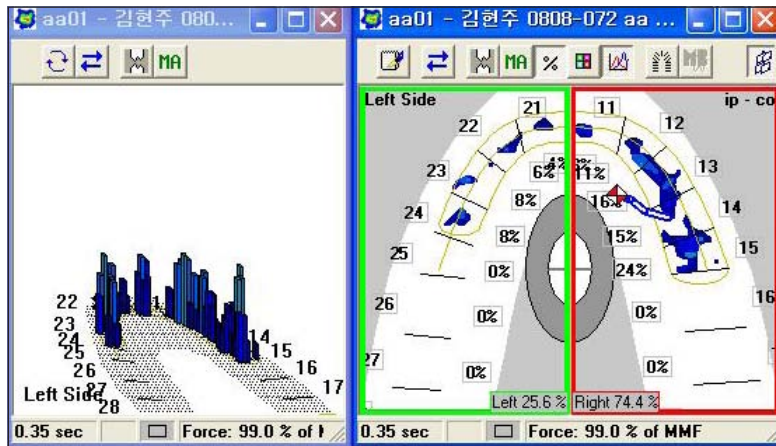 aa01 - 김현주 080...
MA
22
23
24
25
26
27
28
1
14
15
16
17
Left Side
0.35 sec
Force: 99.0 % of
aa01 - 김현주 0808-072 aa ...
MA %
Left Side
ip - co
21
11
22
12
23
13
24
14
25
15
26
16
27
4%
6%
11%
8%
16%
8%
15%
0%
24%
0%
0%
0%
0%
Left 25.6 %
Right 74.4 %
0.35 sec
Force: 99.0 % of MMF